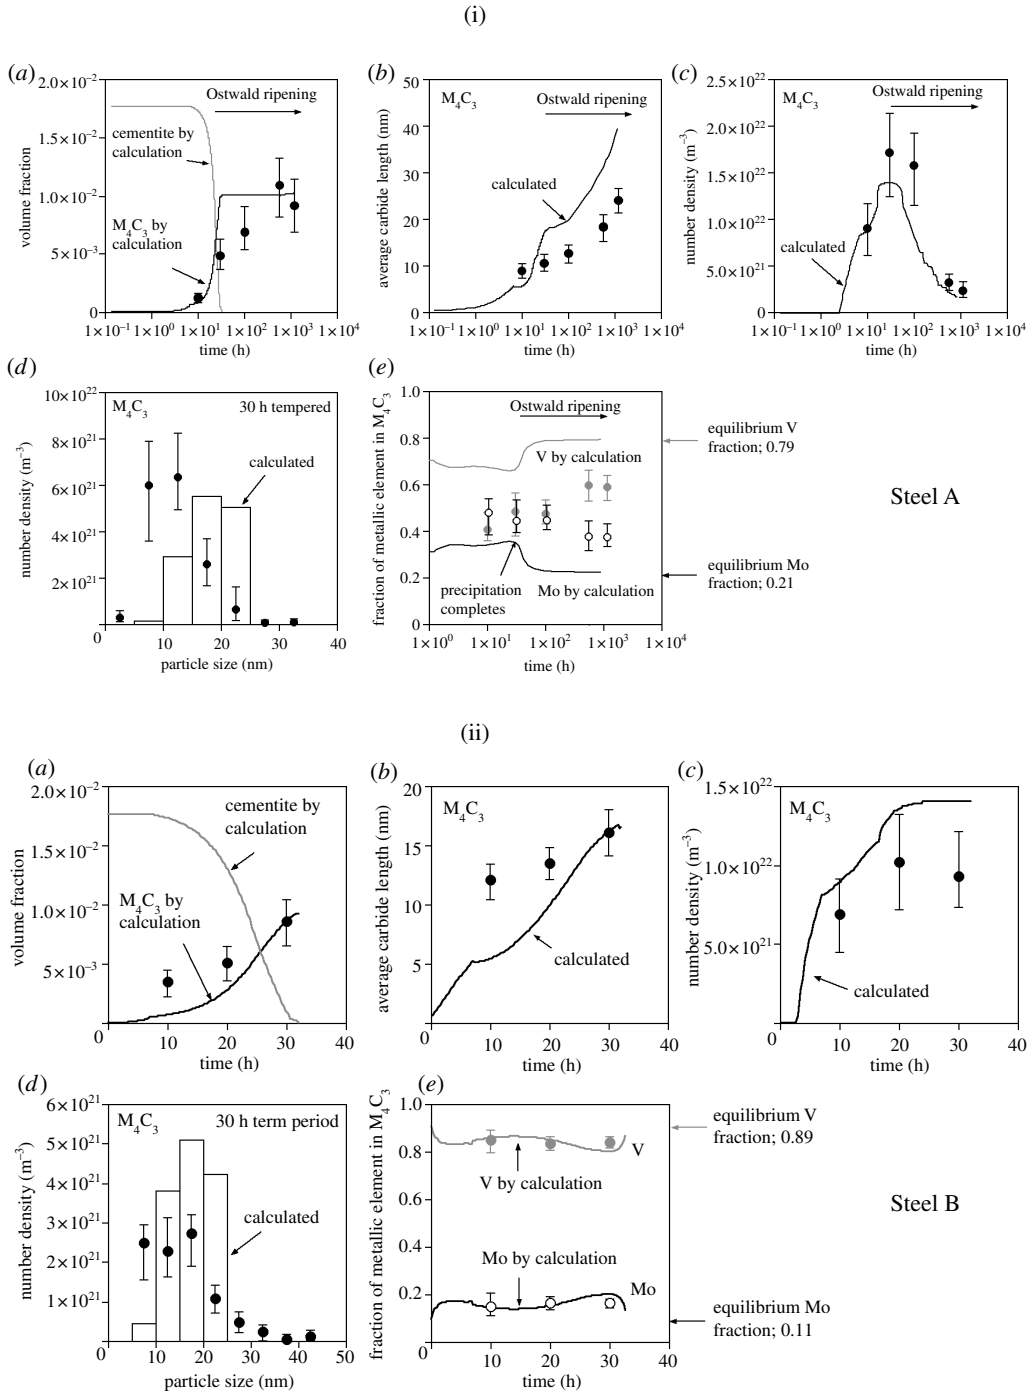 (i)
(a)
volume fraction
2.0×10⁻²
1.5×10⁻²
1.0×10⁻²
5×10⁻³
0
Ostwald ripening
cementite by
calculation
M₄C₃ by
calculation
1×10⁻¹ 1×10⁰ 1×10¹ 1×10² 1×10³ 1×10⁴
time (h)
(b)
average carbide length (nm)
50
40
30
20
10
0
M₄C₃
Ostwald ripening
calculated
1×10⁻¹ 1×10⁰ 1×10¹ 1×10² 1×10³ 1×10⁴
time (h)
(c)
number density (m⁻³)
2.5×10²²
2.0×10²²
1.5×10²²
1.0×10²²
5.0×10²¹
0
M₄C₃
Ostwald ripening
calculated
1×10⁻¹ 1×10⁰ 1×10¹ 1×10² 1×10³ 1×10⁴
time (h)
(d)
number density (m⁻³)
10×10²²
8×10²¹
6×10²¹
4×10²¹
2×10²¹
M₄C₃
30 h tempered
calculated
0 10 20 30 40
particle size (nm)
(e)
fraction of metallic element in M₄C₃
1.0
0.8
0.6
0.4
0.2
0
Ostwald ripening
V by calculation
precipitation
completes
Mo by calculation
1×10⁰ 1×10¹ 1×10² 1×10³ 1×10⁴
time (h)
equilibrium V
fraction; 0.79
equilibrium Mo
fraction; 0.21
Steel A
(ii)
(a)
volume fraction
2.0×10⁻²
1.5×10⁻²
1.0×10⁻²
5×10⁻³
cementite by
calculation
M₄C₃ by
calculation
0 10 20 30 40
time (h)
(b)
average carbide length (nm)
20
15
10
5
M₄C₃
calculated
0 10 20 30 40
time (h)
(c)
number density (m⁻³)
1.5×10²²
1.0×10²²
5.0×10²¹
M₄C₃
calculated
0 10 20 30 40
time (h)
(d)
number density (m⁻³)
6×10²¹
5×10²¹
4×10²¹
3×10²¹
2×10²¹
1×10²¹
M₄C₃
30 h term period
calculated
0 10 20 30 40 50
particle size (nm)
(e)
fraction of metallic element in M₄C₃
1.0
0.8
0.6
0.4
0.2
V
V by calculation
Mo by calculation
Mo
0 10 20 30 40
time (h)
equilibrium V
fraction; 0.89
equilibrium Mo
fraction; 0.11
Steel B